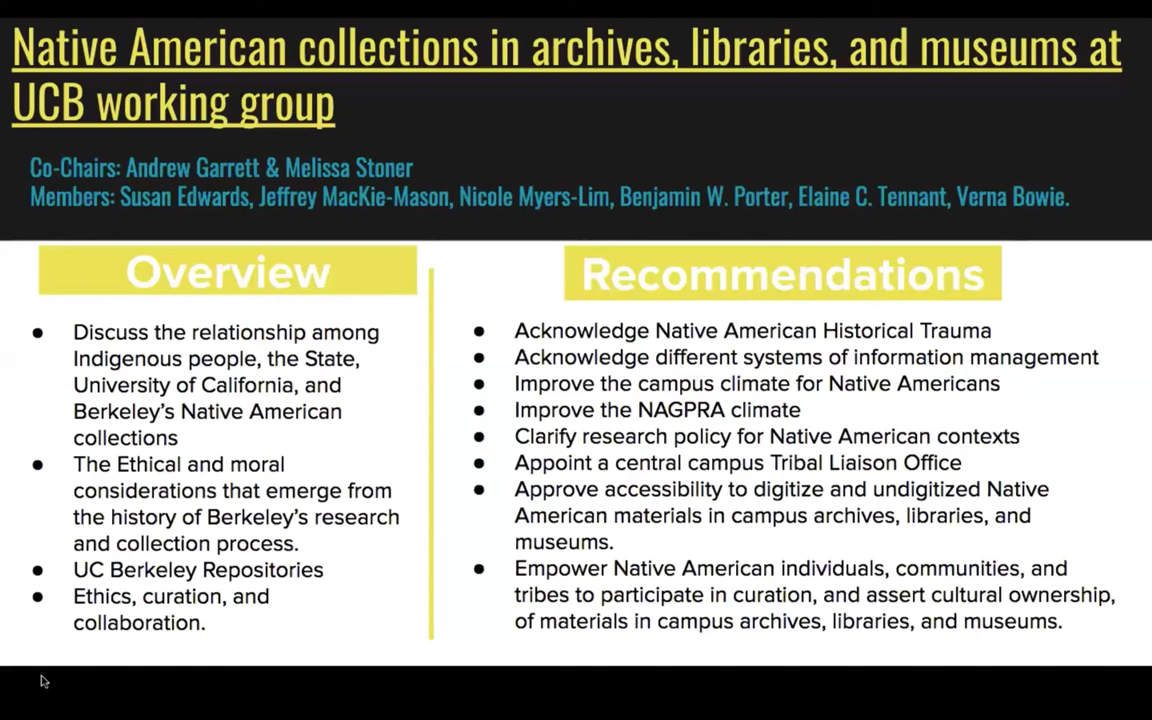 Native American collections in archives, libraries, and museums at
UCB working group
Co-Chairs: Andrew Garrett & Melissa Stoner
Members: Susan Edwards, Jeffrey MacKie-Mason, Nicole Myers-Lim, Benjamin W. Porter, Elaine C. Tennant, Verna Bowie.
Overview
● Discuss the relationship among
Indigenous people, the State,
University of California, and
Berkeley's Native American
collections
● The Ethical and moral
considerations that emerge from
the history of Berkeley's research
and collection process.
● UC Berkeley Repositories
● Ethics, curation, and
collaboration.
Recommendations
● Acknowledge Native American Historical Trauma
● Acknowledge different systems of information management
● Improve the campus climate for Native Americans
● Improve the NAGPRA climate
● Clarify research policy for Native American contexts
● Appoint a central campus Tribal Liaison Office
● Approve accessibility to digitize and undigitized Native
American materials in campus archives, libraries, and
museums.
● Empower Native American individuals, communities, and
tribes to participate in curation, and assert cultural ownership,
of materials in campus archives, libraries, and museums.